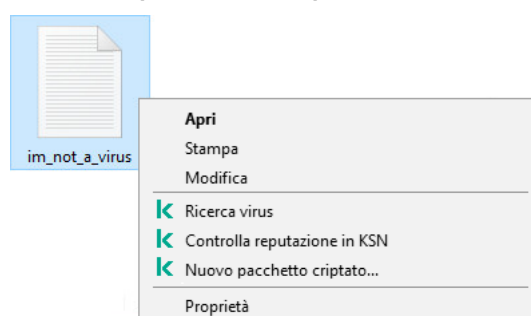 im_not_a_virus
Apri
Stampa
Modifica
Ricerca virus
Controlla reputazione in KSN
Nuovo pacchetto criptato...
Proprietà